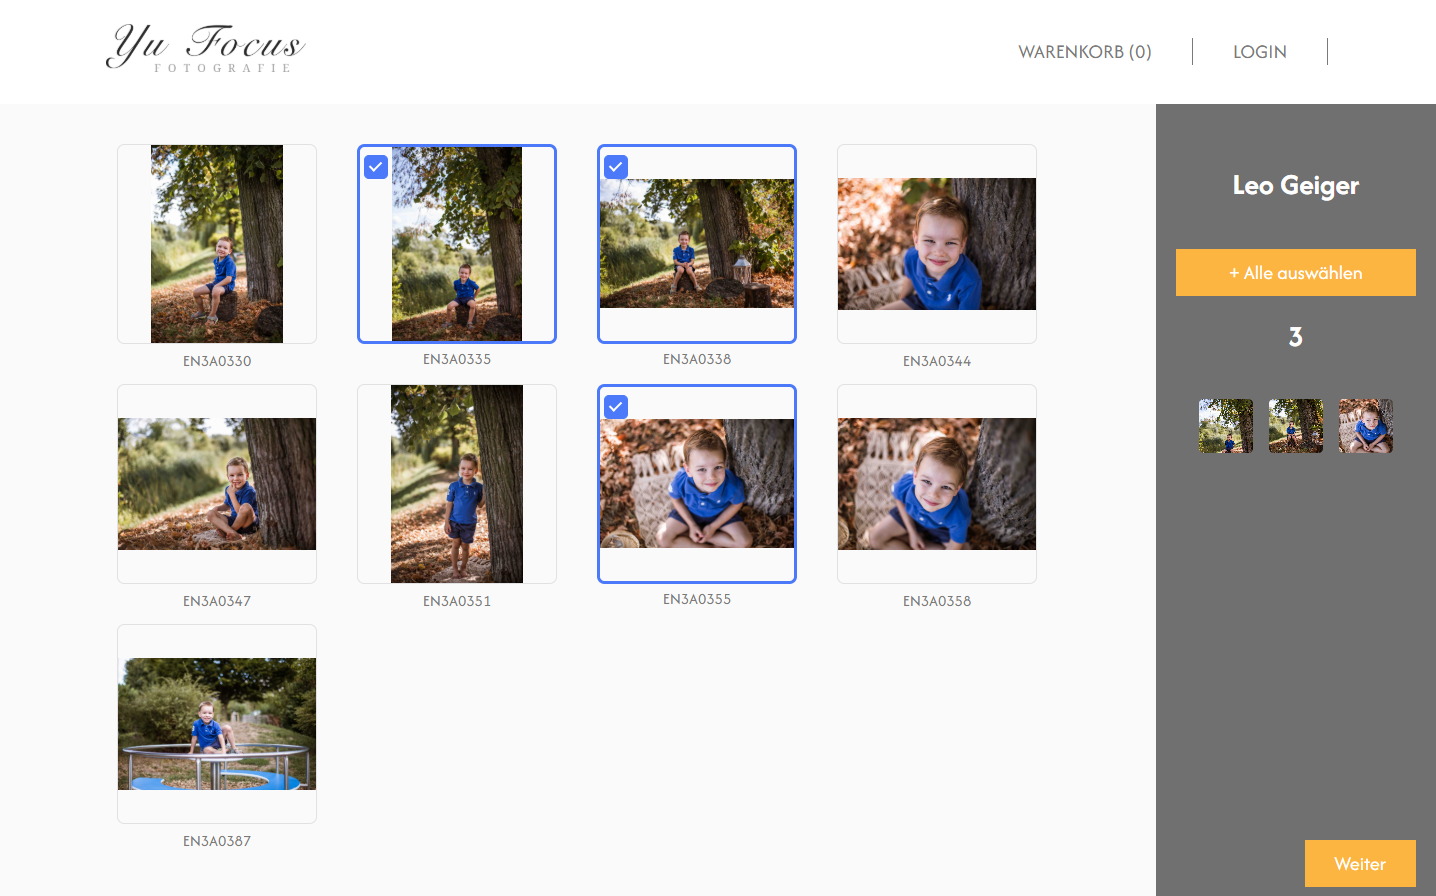 Yu Focus
FOTOGRAFIE
WARENKORB (0)
LOGIN
EN3A0330
EN3A0335
EN3A0338
EN3A0344
EN3A0347
EN3A0351
EN3A0355
EN3A0358
EN3A0387
Leo Geiger
+ Alle auswählen
3
Weiter